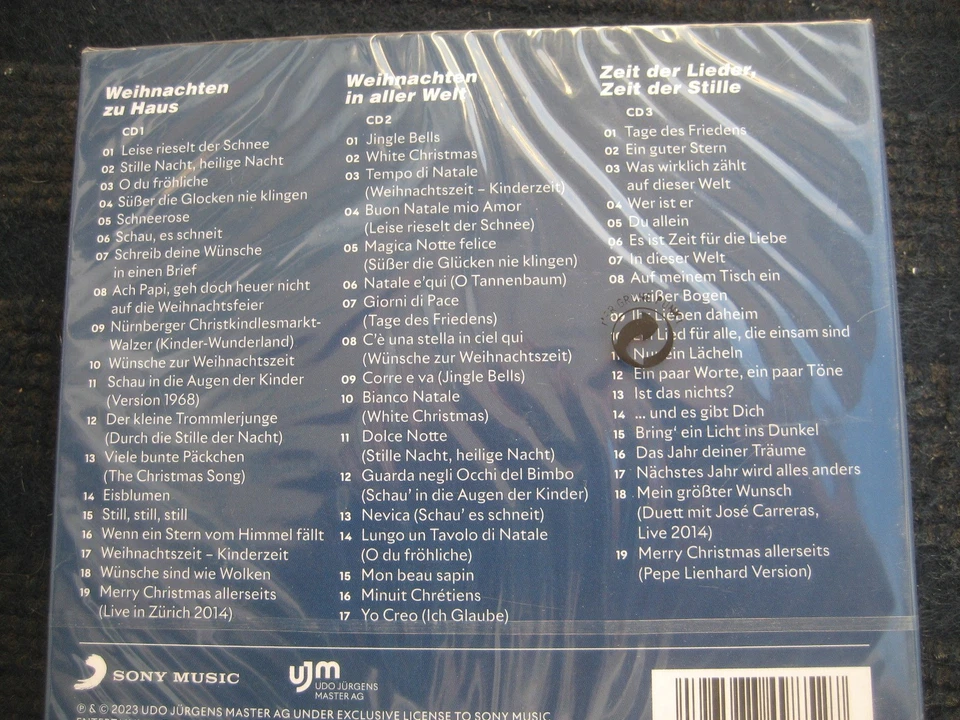 Weihnachten
zu Haus
CD1
01 Leise rieselt der Schnee
02 Stille Nacht, heilige Nacht
03 O du fröhliche
04 Süßer die Glocken nie klingen
05 Schneerose
06 Schau, es schneit
07 Schreib deine Wünsche
in einen Brief
08 Ach Papi, geh doch heuer nicht
auf die Weihnachtsfeier
09 Nürnberger Christkindlesmarkt-
Walzer (Kinder-Wunderland)
10 Wünsche zur Weihnachtszeit
11 Schau in die Augen der Kinder
(Version 1968)
12 Der kleine Trommlerjunge
(Durch die Stille der Nacht)
13 Viele bunte Päckchen
(The Christmas Song)
14 Eisblumen
15 Still, still, still
16 Wenn ein Stern vom Himmel fällt
17 Weihnachtszeit – Kinderzeit
18 Wünsche sind wie Wolken
19 Merry Christmas allerseits
(Live in Zürich 2014)
Weihnachten
in aller Welt
CD2
01 Jingle Bells
02 White Christmas
03 Tempo di Natale
(Weihnachtszeit – Kinderzeit)
04 Buon Natale mio Amor
(Leise rieselt der Schnee)
05 Magica Notte felice
(Süßer die Glücken nie klingen)
06 Natale e'qui (O Tannenbaum)
07 Giorni di Pace
(Tage des Friedens)
08 C'è una stella in ciel qui
(Wünsche zur Weihnachtszeit)
09 Corre e va (Jingle Bells)
10 Bianco Natale
(White Christmas)
11 Dolce Notte
(Stille Nacht, heilige Nacht)
12 Guarda negli Occhi del Bimbo
(Schau' in die Augen der Kinder)
13 Nevica (Schau' es schneit)
14 Lungo un Tavolo di Natale
(O du fröhliche)
15 Mon beau sapin
16 Minuit Chrétiens
17 Yo Creo (Ich Glaube)
Zeit der Lieder,
Zeit der Stille
CD3
01 Tage des Friedens
02 Ein guter Stern
03 Was wirklich zählt
auf dieser Welt
04 Wer ist er
05 Du allein
06 Es ist Zeit für die Liebe
07 In dieser Welt
08 Auf meinem Tisch ein
weißer Bogen
09 Ihr Lieben daheim
Lied für alle, die einsam sind
Nur ein Lächeln
12 Ein paar Worte, ein paar Töne
13 Ist das nichts?
14 ... und es gibt Dich
15 Bring' ein Licht ins Dunkel
16 Das Jahr deiner Träume
17 Nächstes Jahr wird alles anders
18 Mein größter Wunsch
(Duett mit José Carreras,
Live 2014)
19 Merry Christmas allerseits
(Pepe Lienhard Version)
SONY MUSIC
ujm
UDO JÜRGENS
MASTER AG
℗ & © 2023 UDO JÜRGENS MASTER AG UNDER EXCLUSIVE LICENSE TO SONY MUSIC